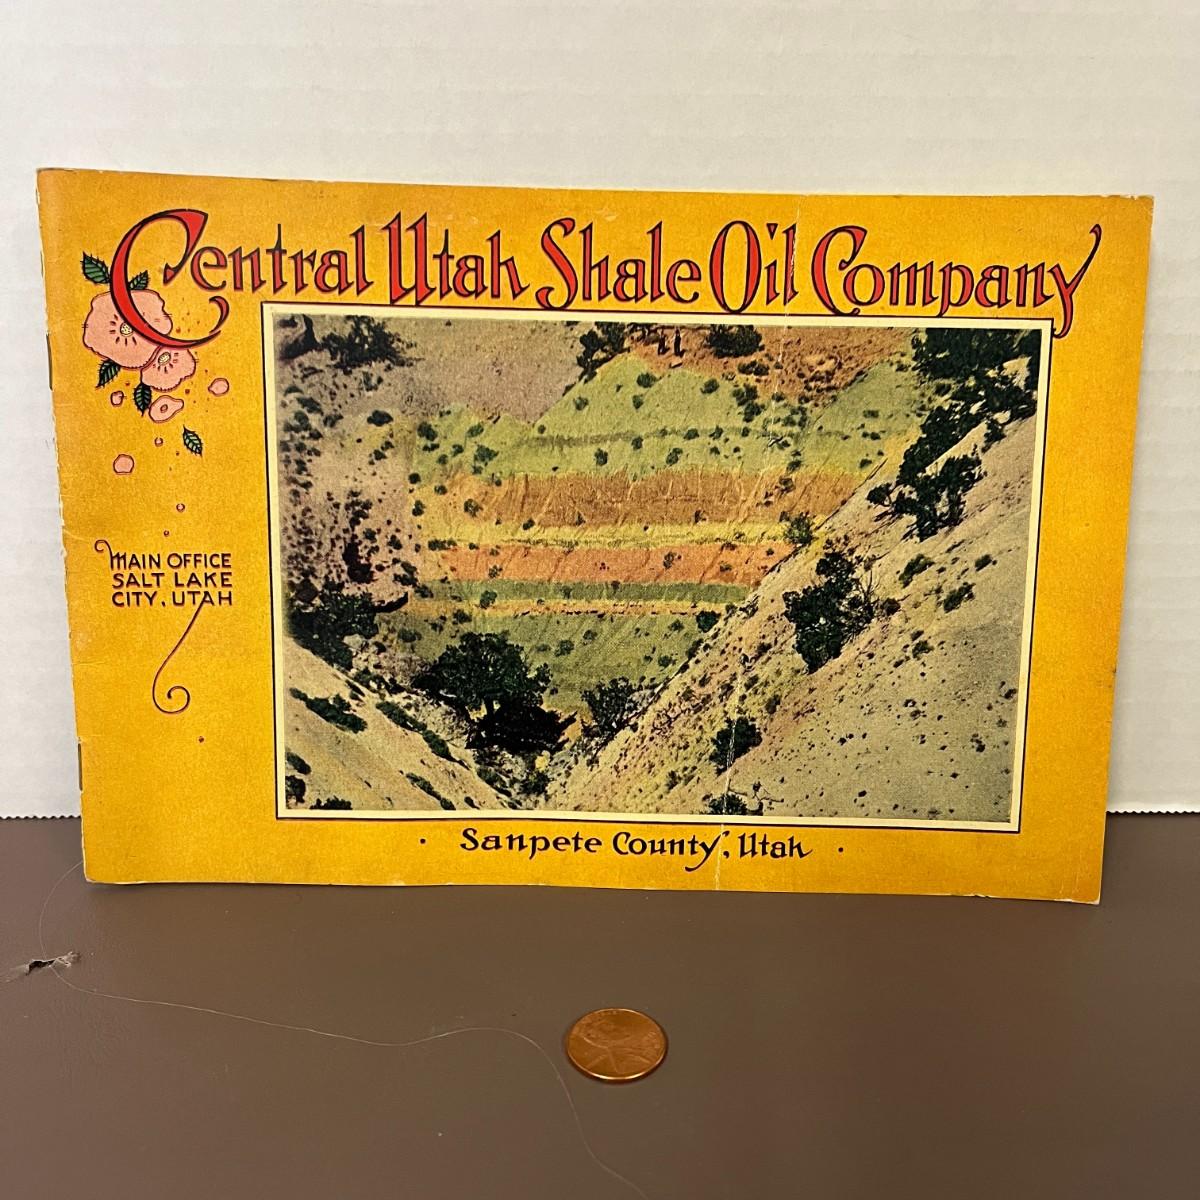 Central Utah Shale Oil Company
MAIN OFFICE
SALT LAKE
CITY, UTAH
· Sanpete County, Utah ·